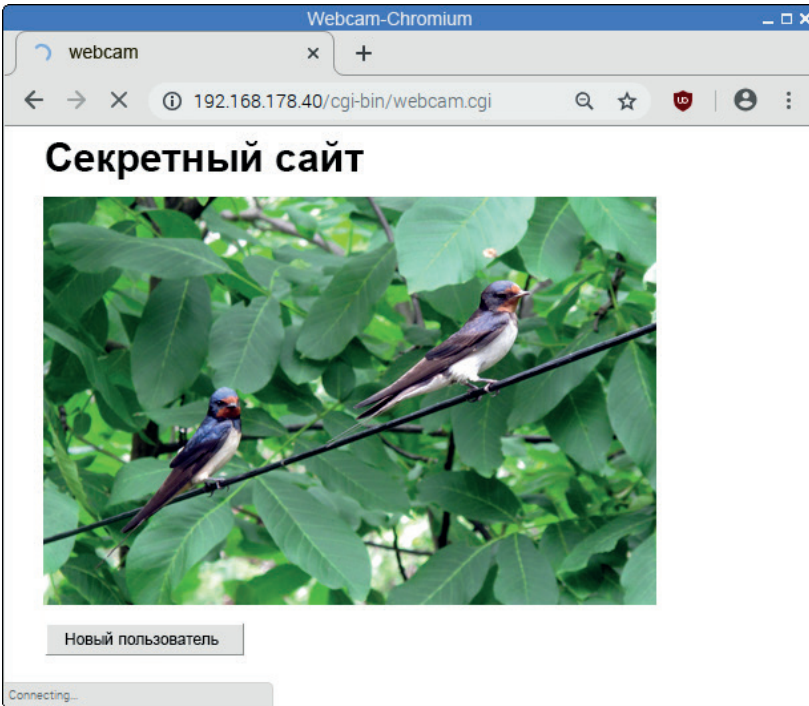 Webcam-Chromium
webcam
192.168.178.40/cgi-bin/webcam.cgi
Секретный сайт
Новый пользователь
Connecting...